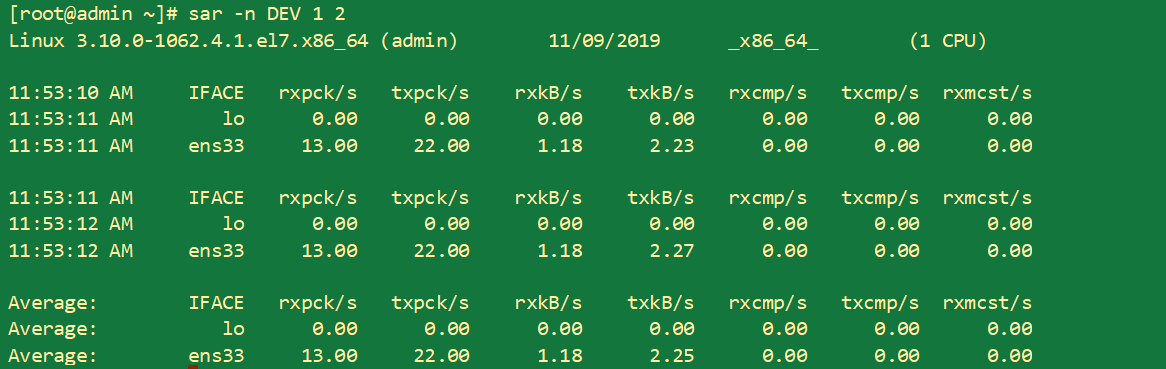 [root@admin ~]# sar -n DEV 1 2
Linux 3.10.0-1062.4.1.el7.x86_64 (admin)        11/09/2019      _x86_64_        (1 CPU)

11:53:10 AM     IFACE   rxpck/s   txpck/s    rxkB/s    txkB/s   rxcmp/s   txcmp/s  rxmcst/s
11:53:11 AM        lo      0.00      0.00      0.00      0.00      0.00      0.00      0.00
11:53:11 AM     ens33     13.00     22.00      1.18      2.23      0.00      0.00      0.00

11:53:11 AM     IFACE   rxpck/s   txpck/s    rxkB/s    txkB/s   rxcmp/s   txcmp/s  rxmcst/s
11:53:12 AM        lo      0.00      0.00      0.00      0.00      0.00      0.00      0.00
11:53:12 AM     ens33     13.00     22.00      1.18      2.27      0.00      0.00      0.00

Average:        IFACE   rxpck/s   txpck/s    rxkB/s    txkB/s   rxcmp/s   txcmp/s  rxmcst/s
Average:           lo      0.00      0.00      0.00      0.00      0.00      0.00      0.00
Average:        ens33     13.00     22.00      1.18      2.25      0.00      0.00      0.00